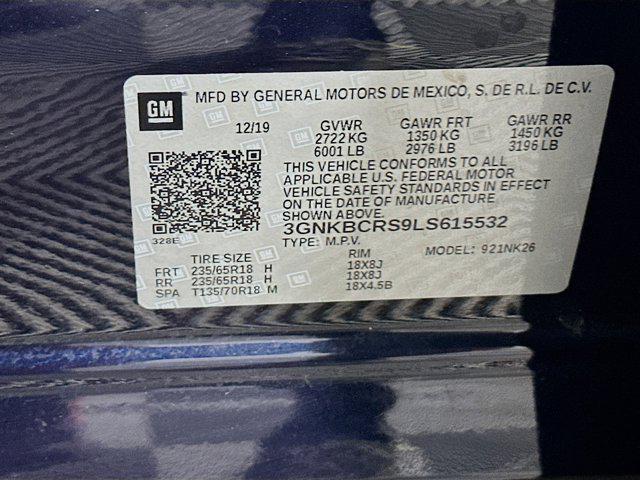 GM MFD BY GENERAL MOTORS DE MEXICO, S. DE R.L. DE C.V.
12/19 GVWR GAWR FRT GAWR RR
2722 KG 1350 KG 1450 KG
6001 LB 2976 LB 3196 LB
THIS VEHICLE CONFORMS TO ALL
APPLICABLE U.S. FEDERAL MOTOR
VEHICLE SAFETY STANDARDS IN EFFECT
ON THE DATE OF MANUFACTURE
SHOWN ABOVE.
3GNKBCRS9LS615532
328E
TYPE: M.P.V. MODEL: 921NK26
TIRE SIZE RIM
FRT 235/65R18 H 18X8J
RR 235/65R18 H 18X8J
SPA T135/70R18 M 18X4.5B